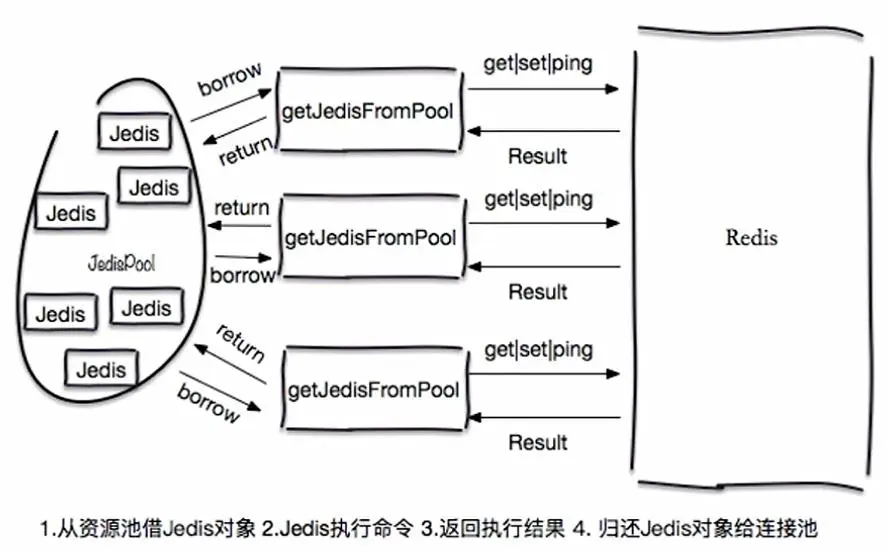 borrow
getJedisFromPool
get|set|ping
Jedis
return
Result
Jedis
Jedis
return
getJedisFromPool
get|set|ping
Redis
JedisPool
borrow
Result
Jedis
Jedis
return
getJedisFromPool
get|set|ping
Jedis
borrow
Result
1.从资源池借Jedis对象 2.Jedis执行命令 3.返回执行结果 4. 归还Jedis对象给连接池